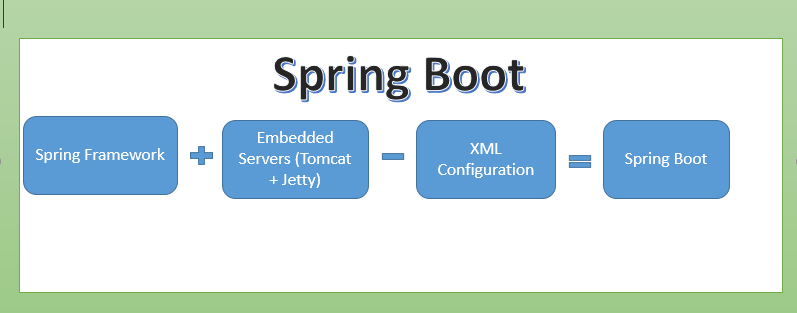 Spring Boot
Spring Framework
Embedded
Servers (Tomcat
+ Jetty)
XML
Configuration
Spring Boot